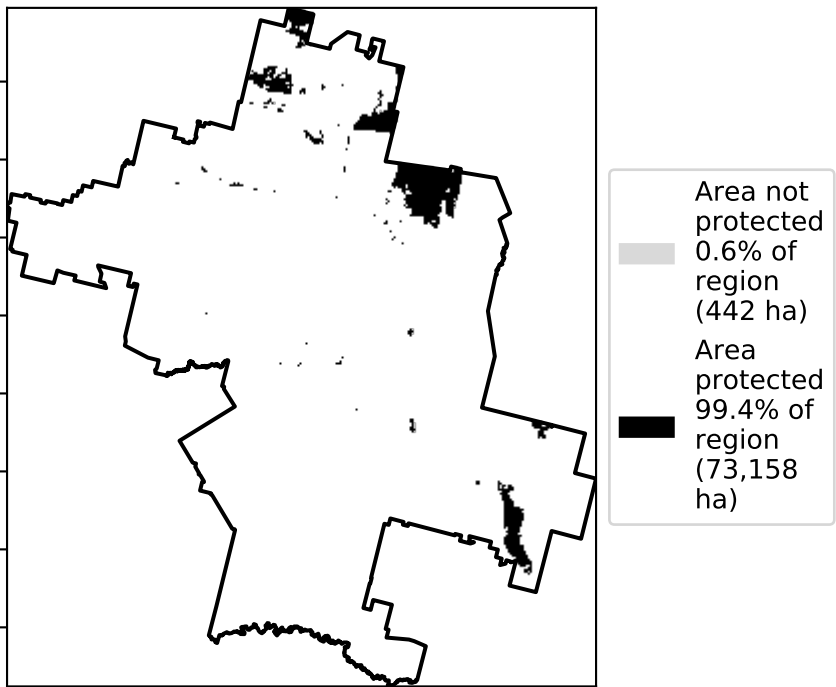 Area not
protected
0.6% of
region
(442 ha)
Area
protected
99.4% of
region
(73,158
ha)